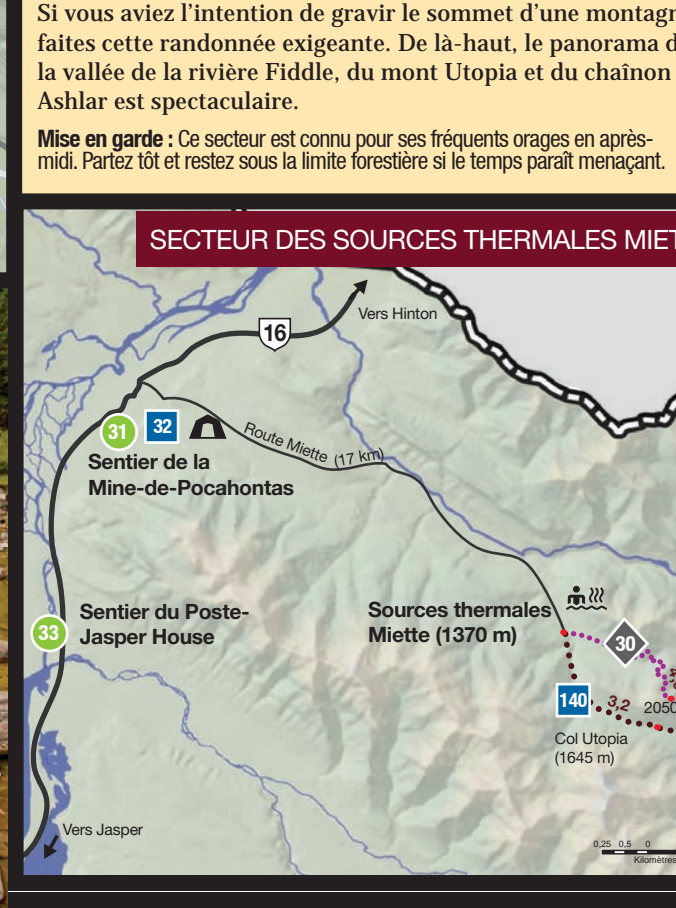 Si vous aviez l'intention de gravir le sommet d'une montagn
faites cette randonnée exigeante. De là-haut, le panorama d
la vallée de la rivière Fiddle, du mont Utopia et du chaînon
Ashlar est spectaculaire.
Mise en garde : Ce secteur est connu pour ses fréquents orages en après-
midi. Partez tôt et restez sous la limite forestière si le temps paraît menaçant.
SECTEUR DES SOURCES THERMALES MIET
Vers Hinton
16
31
32
Route Miette (17 km)
Sentier de la
Mine-de-Pocahontas
Sentier du Poste-
Jasper House
33
Sources thermales
Miette (1370 m)
30
140
3,2
2050
Col Utopia
(1645 m)
Vers Jasper
0,25 0,5 0
Kilomètres